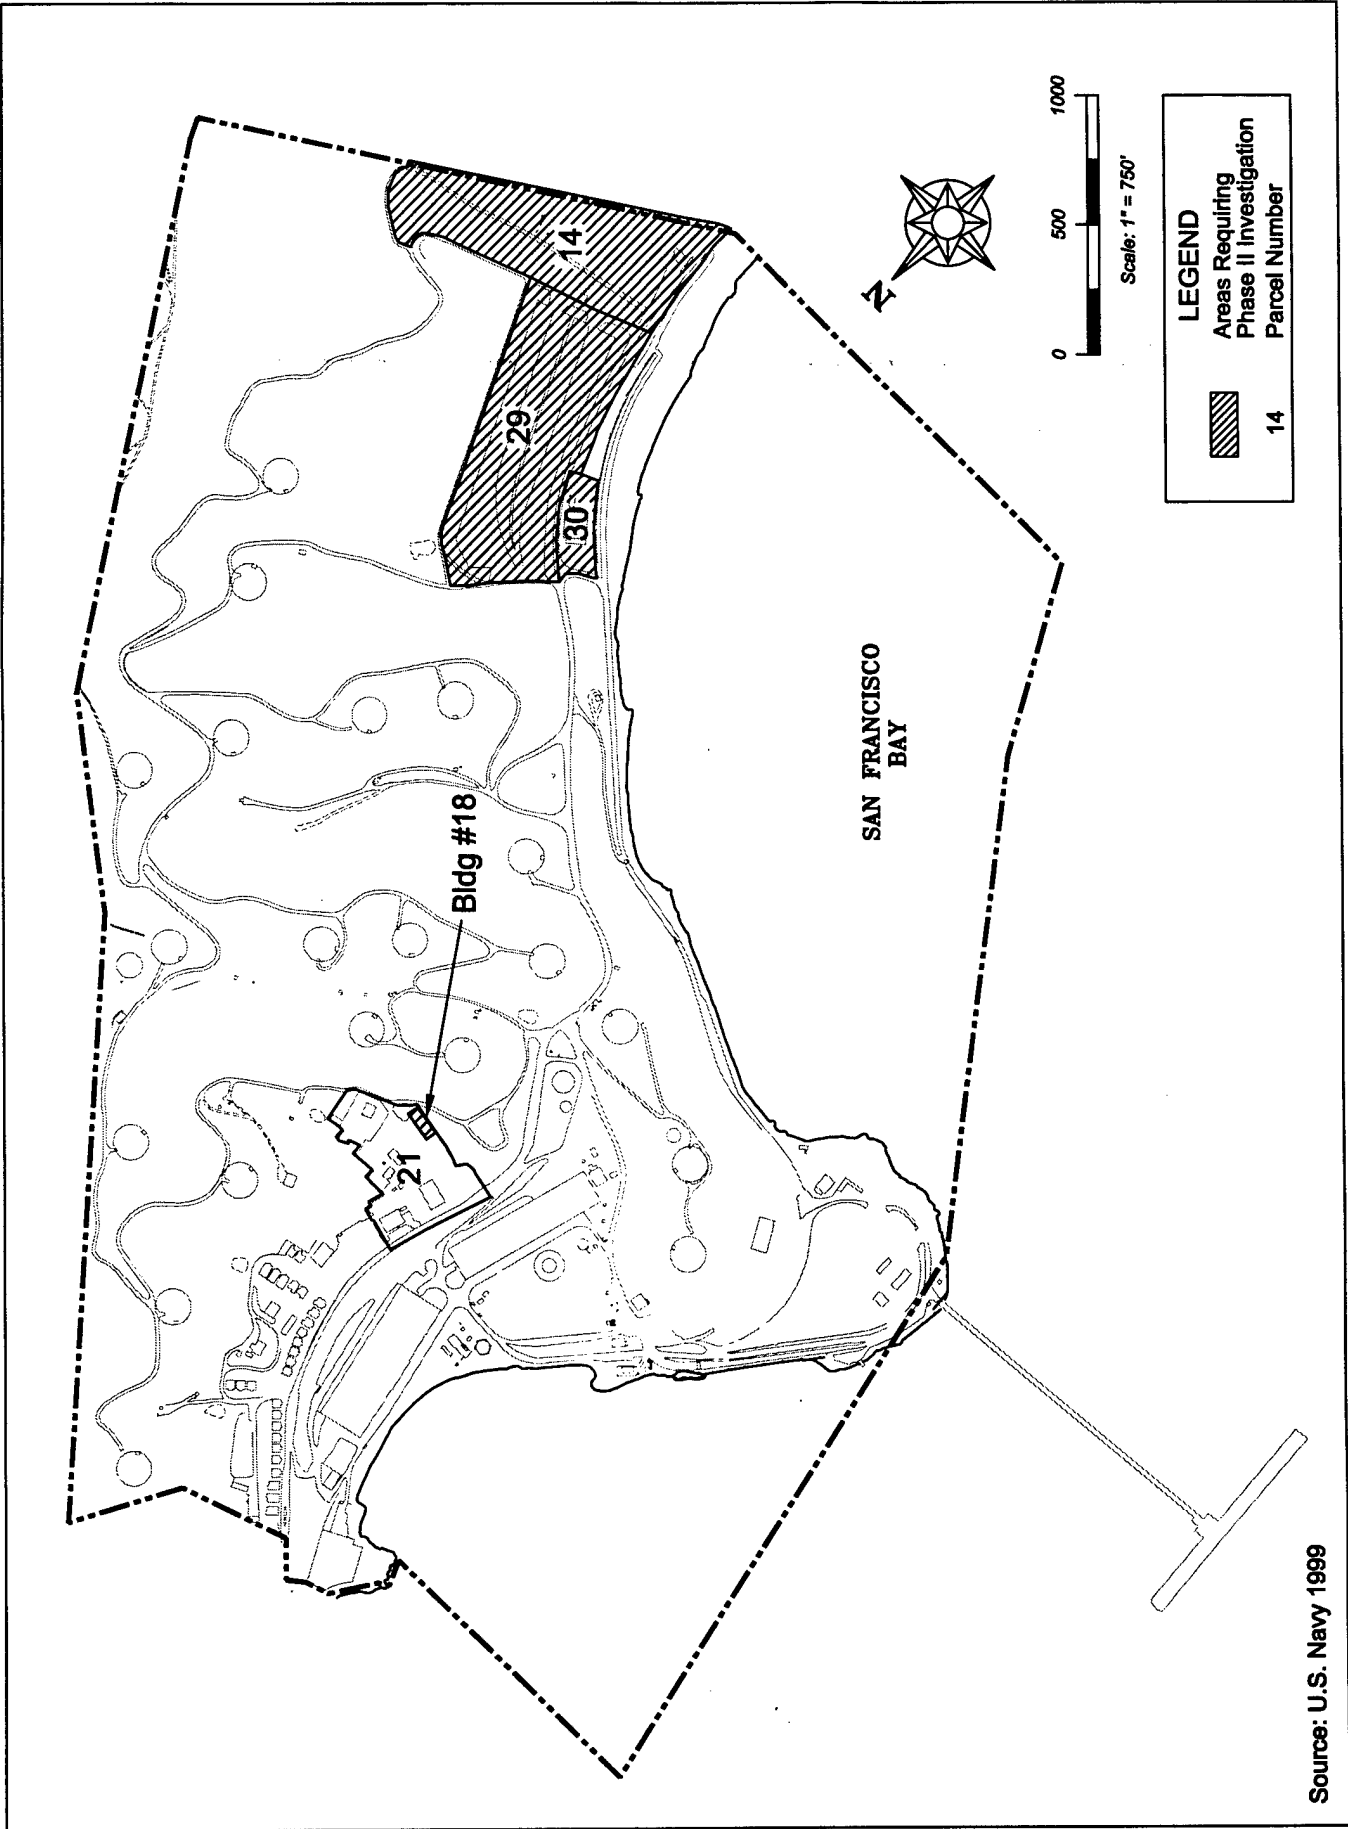 14
29
30
Bldg #18
21
SAN FRANCISCO
BAY
N
0 500 1000
Scale: 1" = 750'
LEGEND
Areas Requiring
Phase II Investigation
14 Parcel Number
Source: U.S. Navy 1999